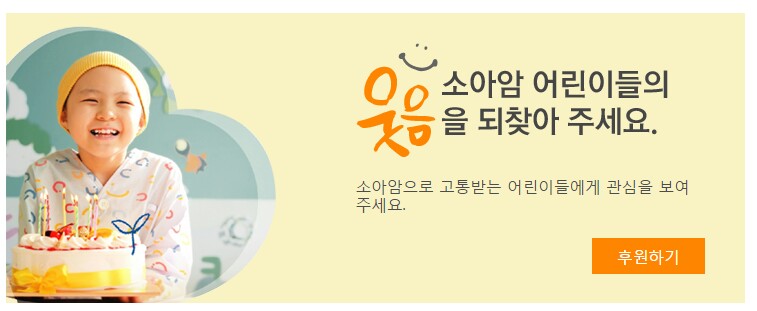 소아암 어린이들의
웃음
을 되찾아 주세요.
소아암으로 고통받는 어린이들에게 관심을 보여
주세요.
후원하기